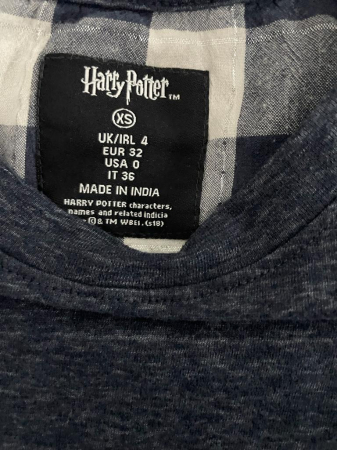 Harry Potter TM
XS
UK/IRL 4
EUR 32
USA 0
IT 36
MADE IN INDIA
HARRY POTTER characters,
names and related indicia
© & TM WBEI. (s18)